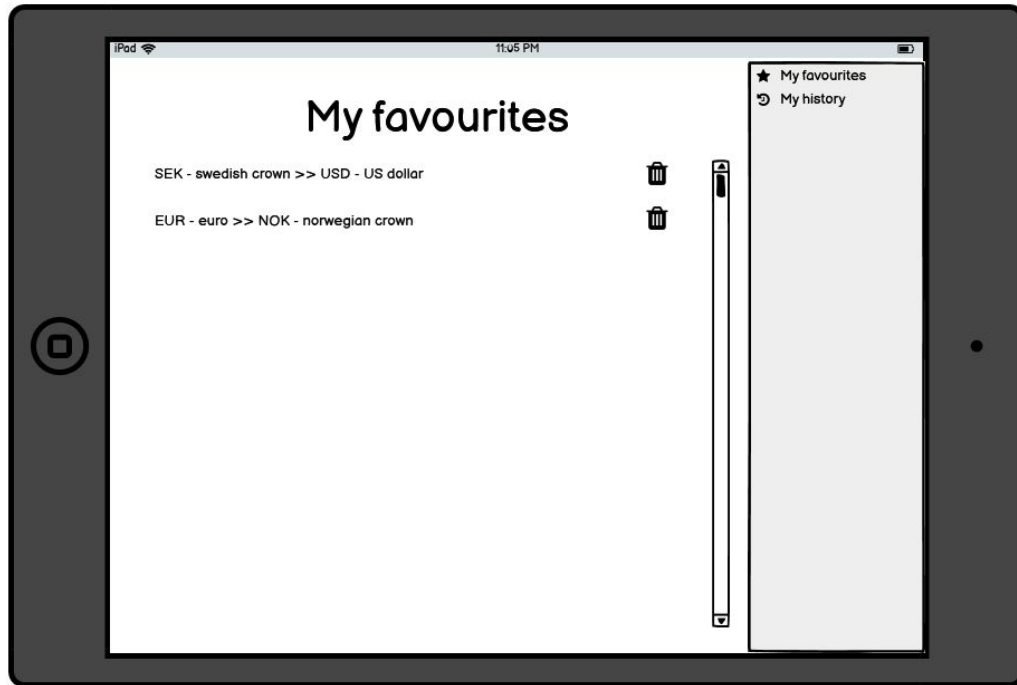 iPad 11:05 PM
My favourites
SEK - swedish crown >> USD - US dollar
EUR - euro >> NOK - norwegian crown
My favourites
My history